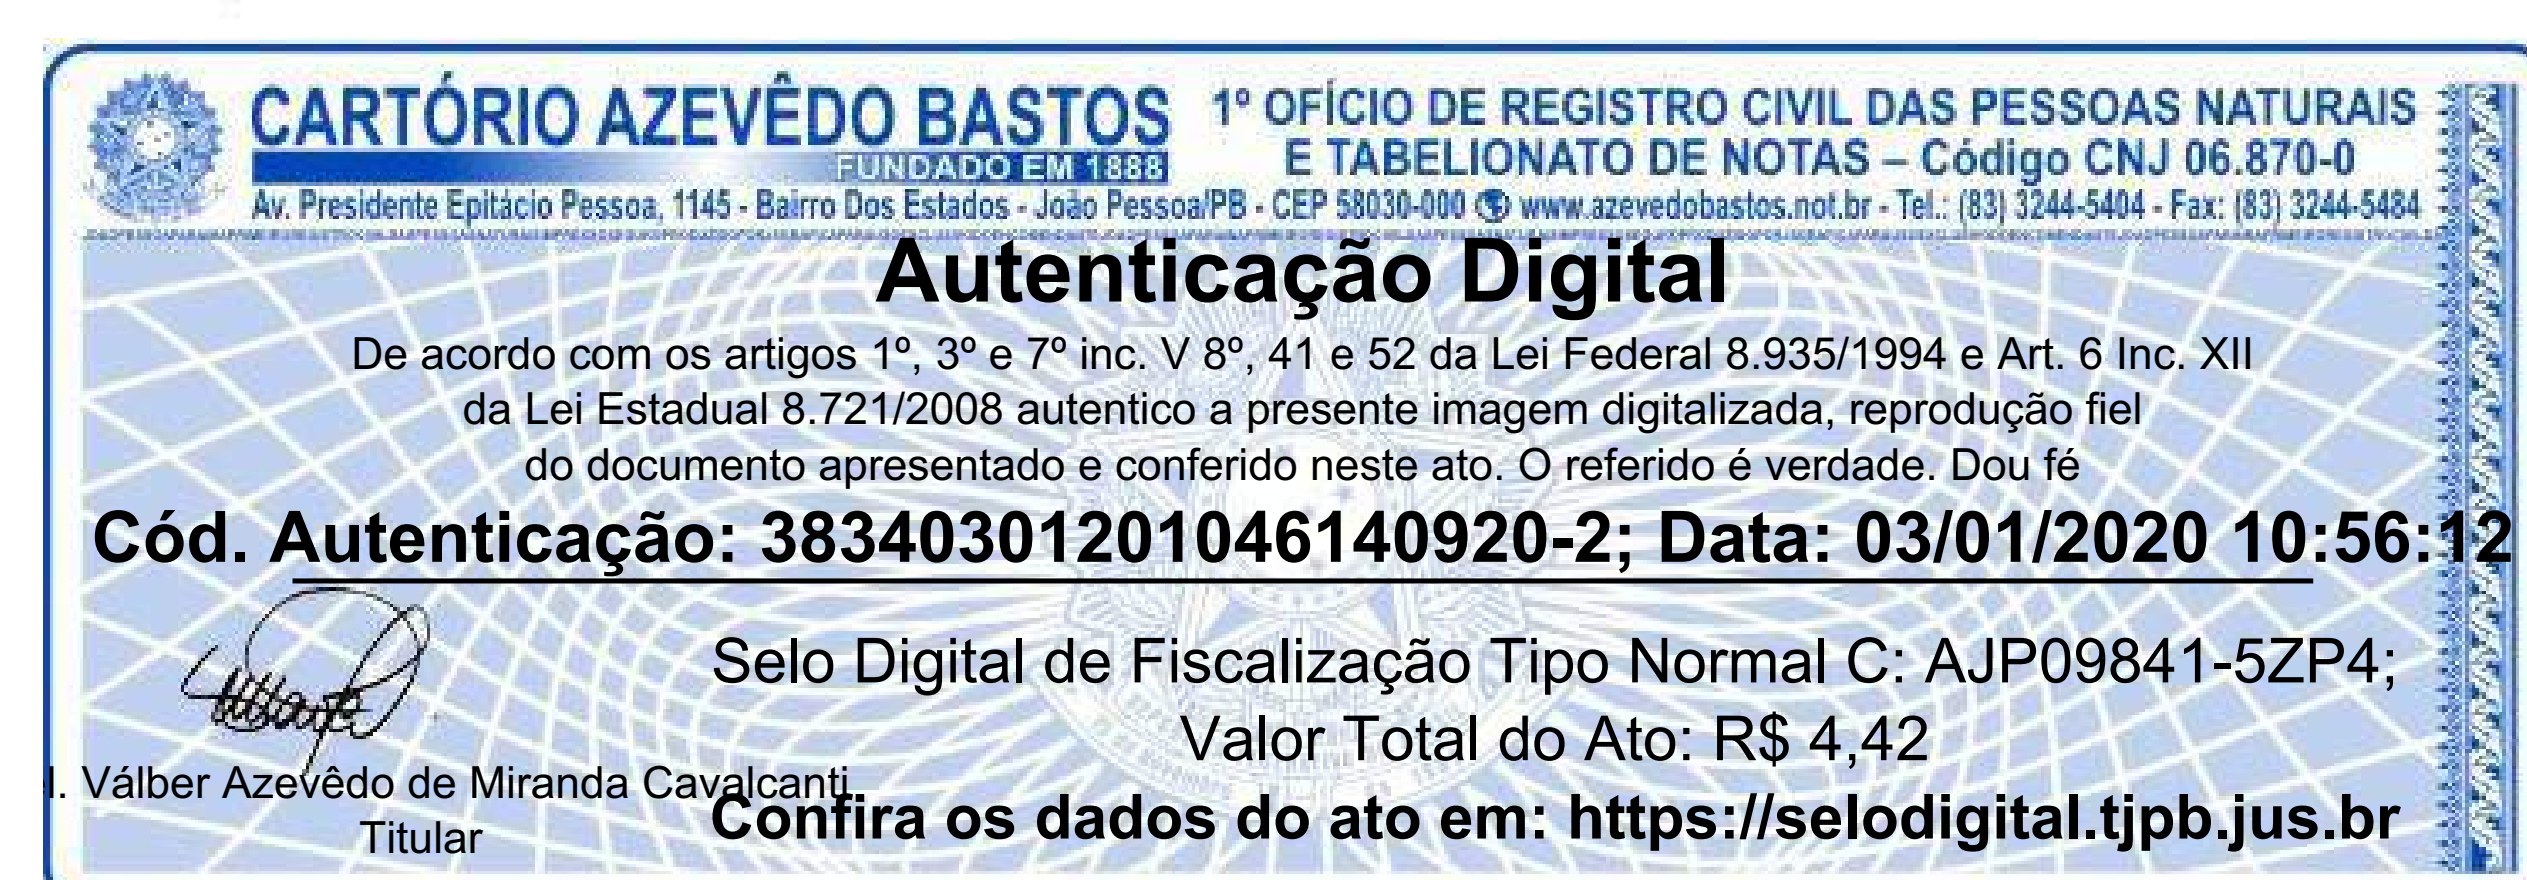 CARTÓRIO AZEVÊDO BASTOS
FUNDADO EM 1888
1º OFÍCIO DE REGISTRO CIVIL DAS PESSOAS NATURAIS
E TABELIONATO DE NOTAS – Código CNJ 06.870-0
Av. Presidente Epitácio Pessoa, 1145 - Bairro Dos Estados - João Pessoa/PB - CEP 58030-000 www.azevedobastos.not.br - Tel.: (83) 3244-5404 - Fax: (83) 3244-5484
Autenticação Digital
De acordo com os artigos 1º, 3º e 7º inc. V 8º, 41 e 52 da Lei Federal 8.935/1994 e Art. 6 Inc. XII
da Lei Estadual 8.721/2008 autentico a presente imagem digitalizada, reprodução fiel
do documento apresentado e conferido neste ato. O referido é verdade. Dou fé
Cód. Autenticação: 38340301201046140920-2; Data: 03/01/2020 10:56:12
Selo Digital de Fiscalização Tipo Normal C: AJP09841-5ZP4;
Valor Total do Ato: R$ 4,42
l. Válber Azevêdo de Miranda Cavalcanti
Titular
Confira os dados do ato em: https://selodigital.tjpb.jus.br